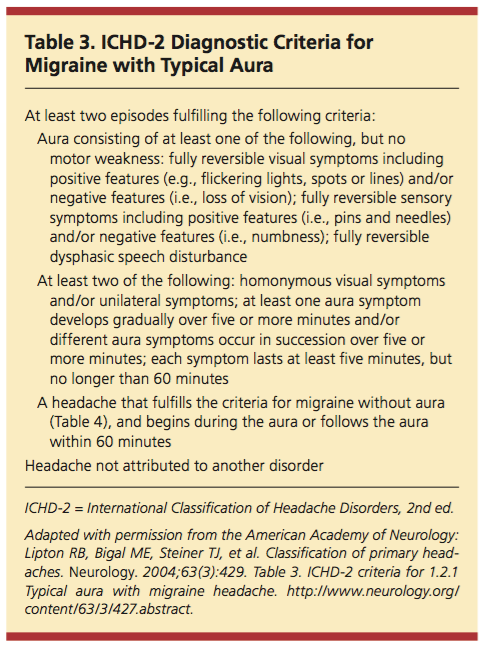 Table 3. ICHD-2 Diagnostic Criteria for
Migraine with Typical Aura
At least two episodes fulfilling the following criteria:
Aura consisting of at least one of the following, but no
motor weakness: fully reversible visual symptoms including
positive features (e.g., flickering lights, spots or lines) and/or
negative features (i.e., loss of vision); fully reversible sensory
symptoms including positive features (i.e., pins and needles)
and/or negative features (i.e., numbness); fully reversible
dysphasic speech disturbance
At least two of the following: homonymous visual symptoms
and/or unilateral symptoms; at least one aura symptom
develops gradually over five or more minutes and/or
different aura symptoms occur in succession over five or
more minutes; each symptom lasts at least five minutes, but
no longer than 60 minutes
A headache that fulfills the criteria for migraine without aura
(Table 4), and begins during the aura or follows the aura
within 60 minutes
Headache not attributed to another disorder
ICHD-2 = International Classification of Headache Disorders, 2nd ed.
Adapted with permission from the American Academy of Neurology:
Lipton RB, Bigal ME, Steiner TJ, et al. Classification of primary head-
aches. Neurology. 2004;63(3):429. Table 3. ICHD-2 criteria for 1.2.1
Typical aura with migraine headache. http://www.neurology.org/
content/63/3/427.abstract.